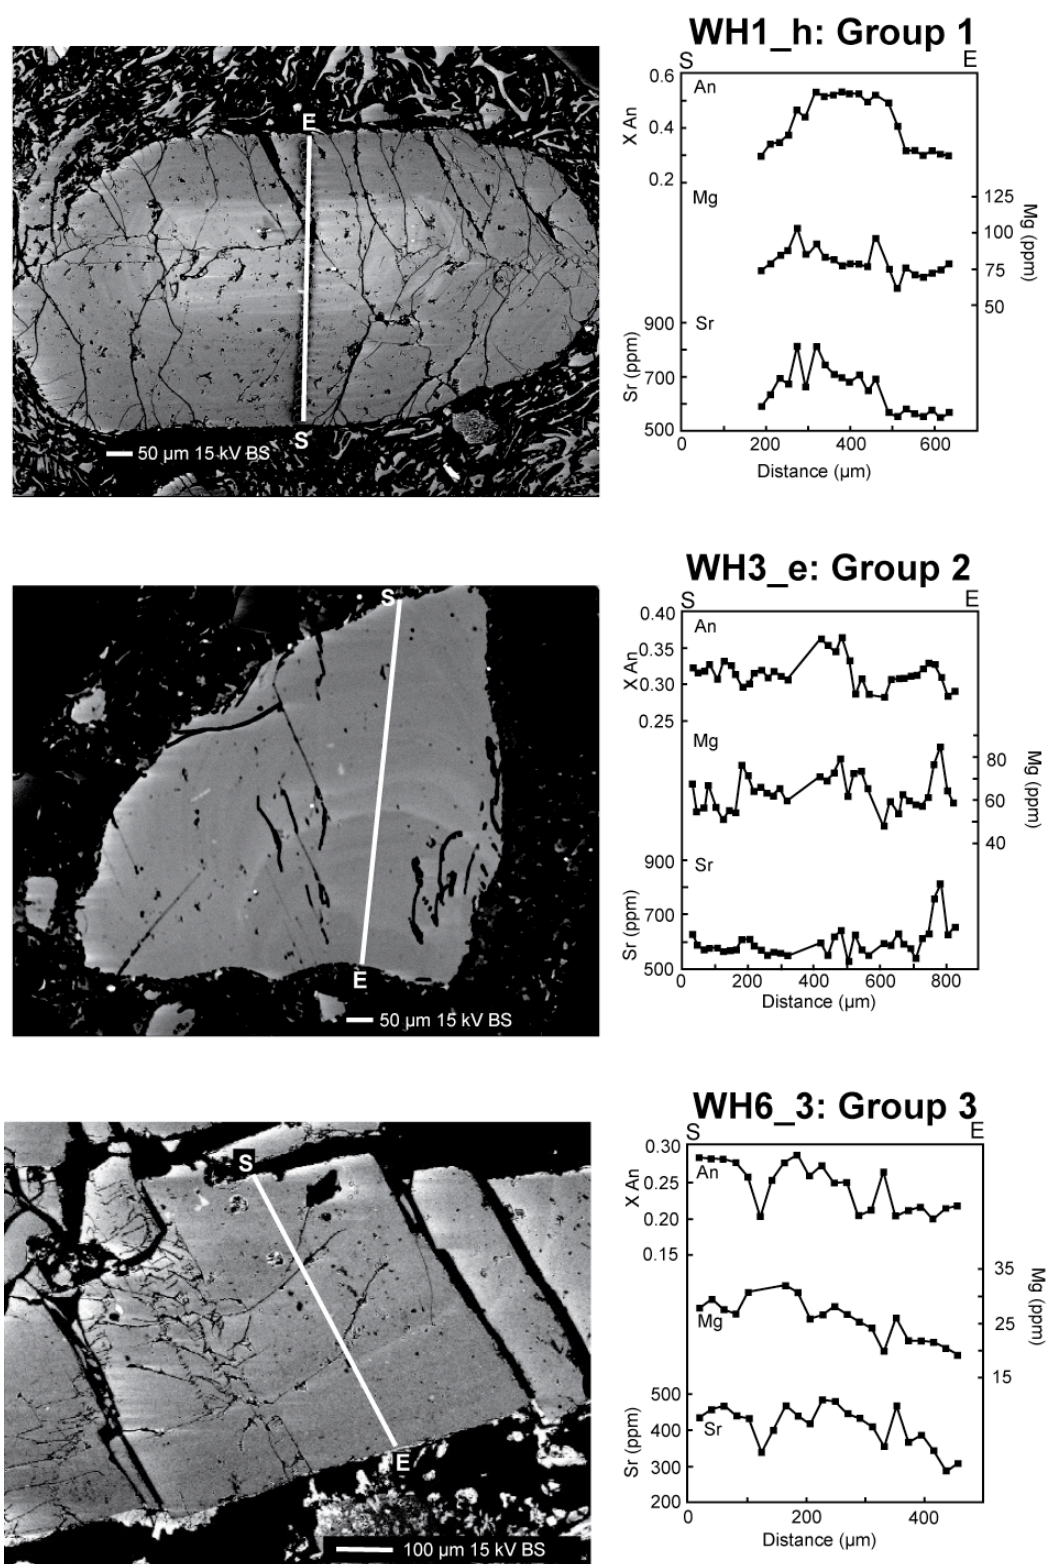 WH1_h: Group 1
S E
0.6
An
X An
0.4
0.2
Mg
125
100
75
50
Mg (ppm)
Sr
900
700
500
Sr (ppm)
0 200 400 600
Distance (µm)
E
S
50 µm 15 kV BS
WH3_e: Group 2
S E
0.40
An
0.35
X An
0.30
0.25
Mg
80
60
40
Mg (ppm)
900
Sr
700
500
Sr (ppm)
0 200 400 600 800
Distance (µm)
S
E
50 µm 15 kV BS
WH6_3: Group 3
S E
0.30
An
0.25
X An
0.20
0.15
35
Mg
25
15
Mg (ppm)
500
Sr
400
300
200
Sr (ppm)
0 200 400
Distance (µm)
S
E
100 µm 15 kV BS